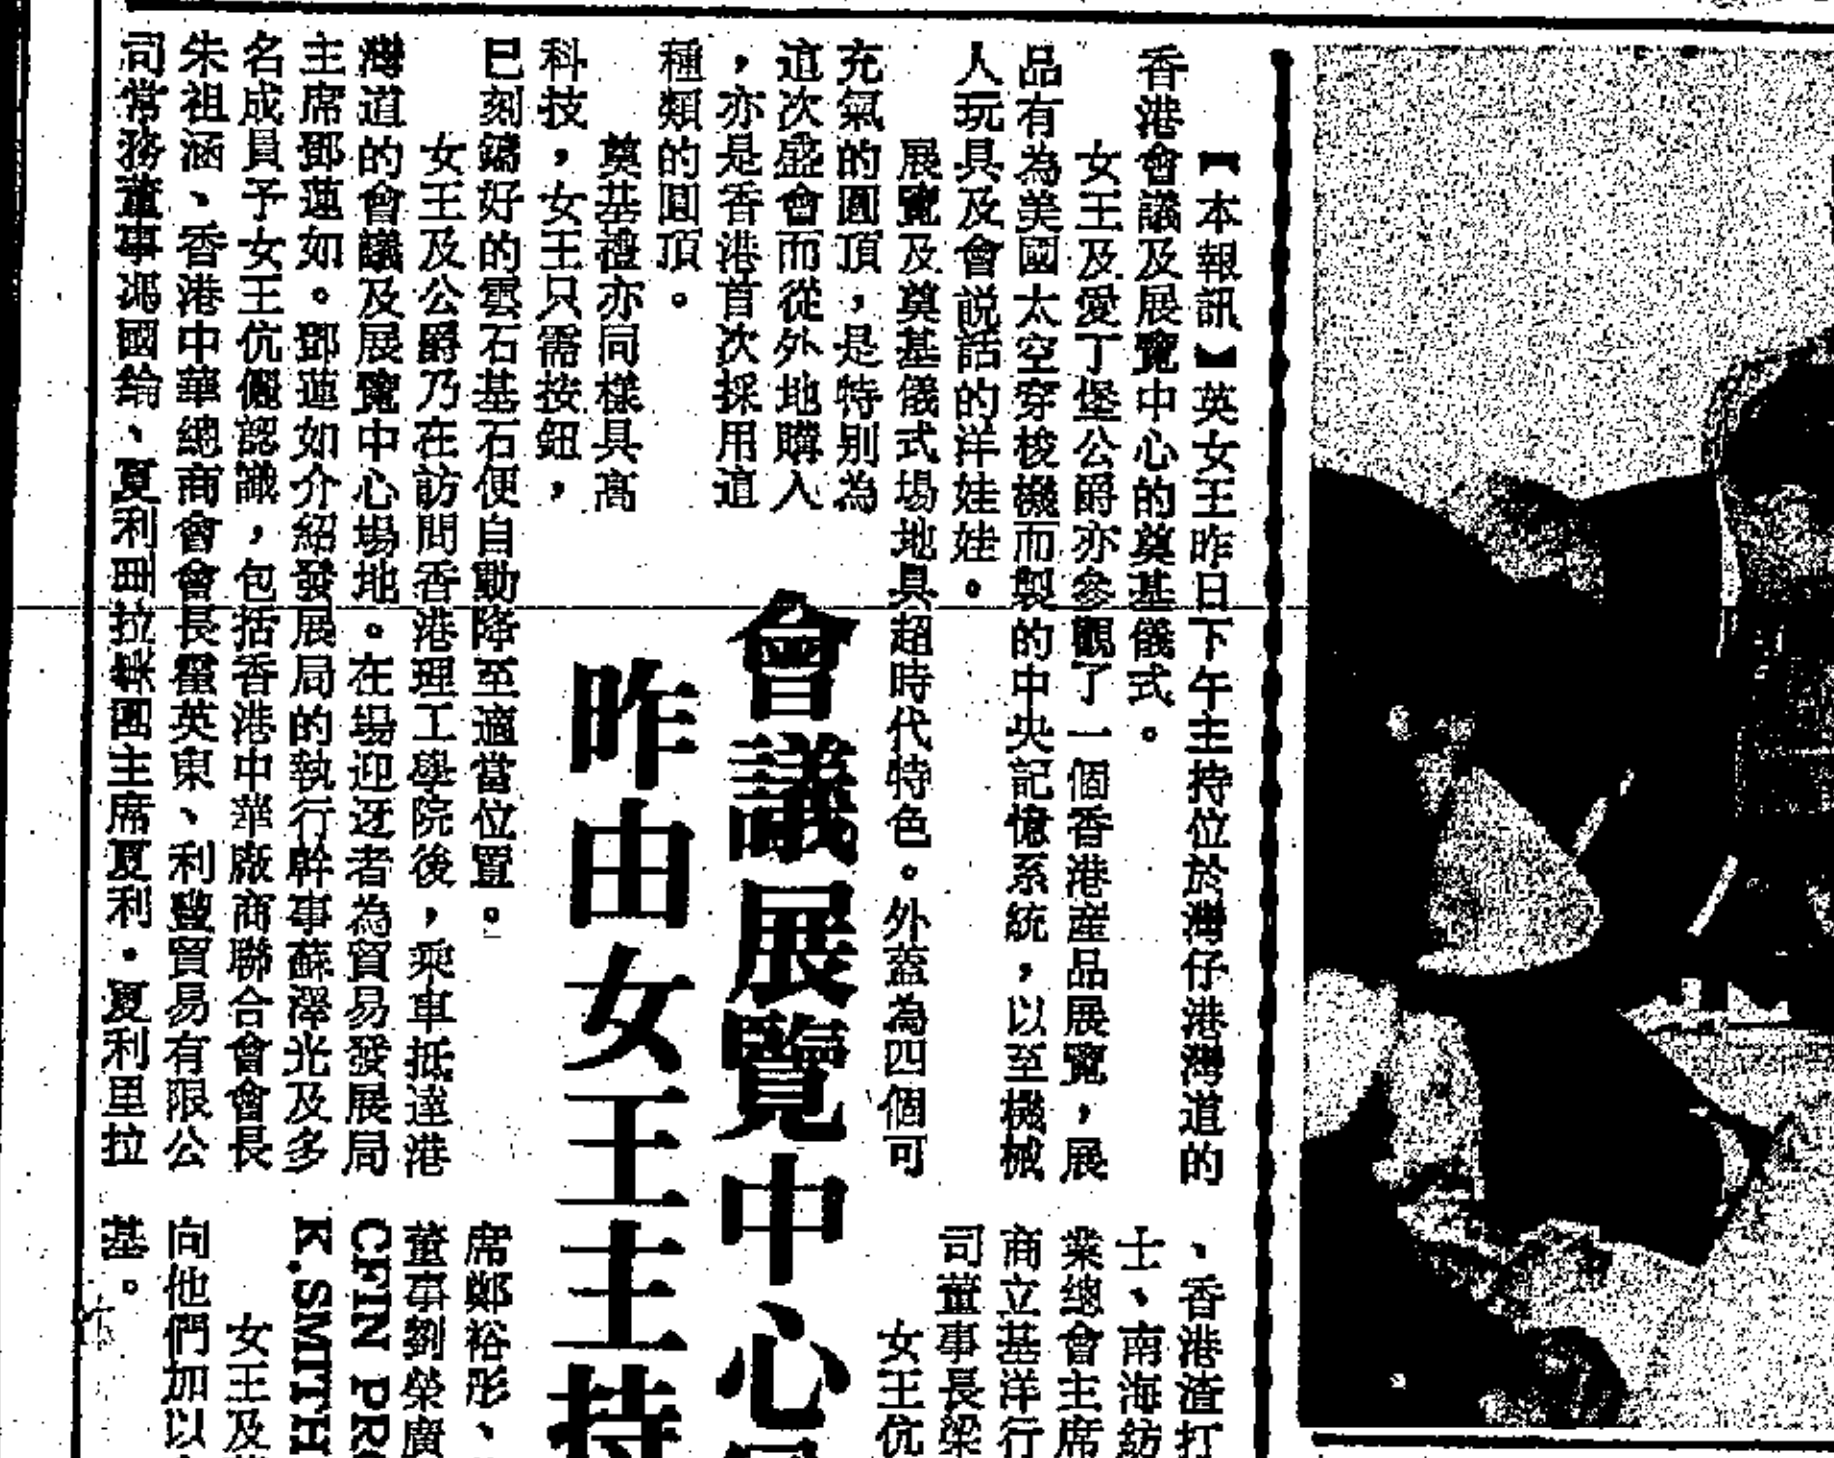 【本報訊】英女王昨日下午主持位於灣仔港灣道的
香港會議及展覽中心的奠基儀式。
女王及愛丁堡公爵亦參觀了一個香港產品展覽，展
品有為美國太空穿梭機而製的中央記憶系統，以至機械
人玩具及會説話的洋娃娃。
展覽及奠基儀式場地具超時代特色。外蓋為四個可
充氣的圓頂，是特別為
這次盛會而從外地購入
，亦是香港首次採用這
種類的圓頂。
奠基禮亦同樣具高
科技，女王只需按鈕，
已刻鑄好的雲石基石便自動降至適當位置。
女王及公爵乃在訪問香港理工學院後，乘車抵達港
灣道的會議及展覽中心場地。在場迎迓者為貿易發展局
主席鄧蓮如。鄧蓮如介紹發展局的執行幹事蘇澤光及多
名成員予女王伉儷認識，包括香港中華廠商聯合會會長
朱祖涵、香港中華總商會會長霍英東、利豐貿易有限公
司常務董事馮國綸、夏利里拉集團主席夏利·夏利里拉
會議展覽中心
昨由女王主持
、香港渣打
士、南海紡
業總會主席
商立基洋行
司董事長梁
女王伉
席鄭裕彤、
董事劉榮廣
K.SMITH
女王及
向他們加以
基。